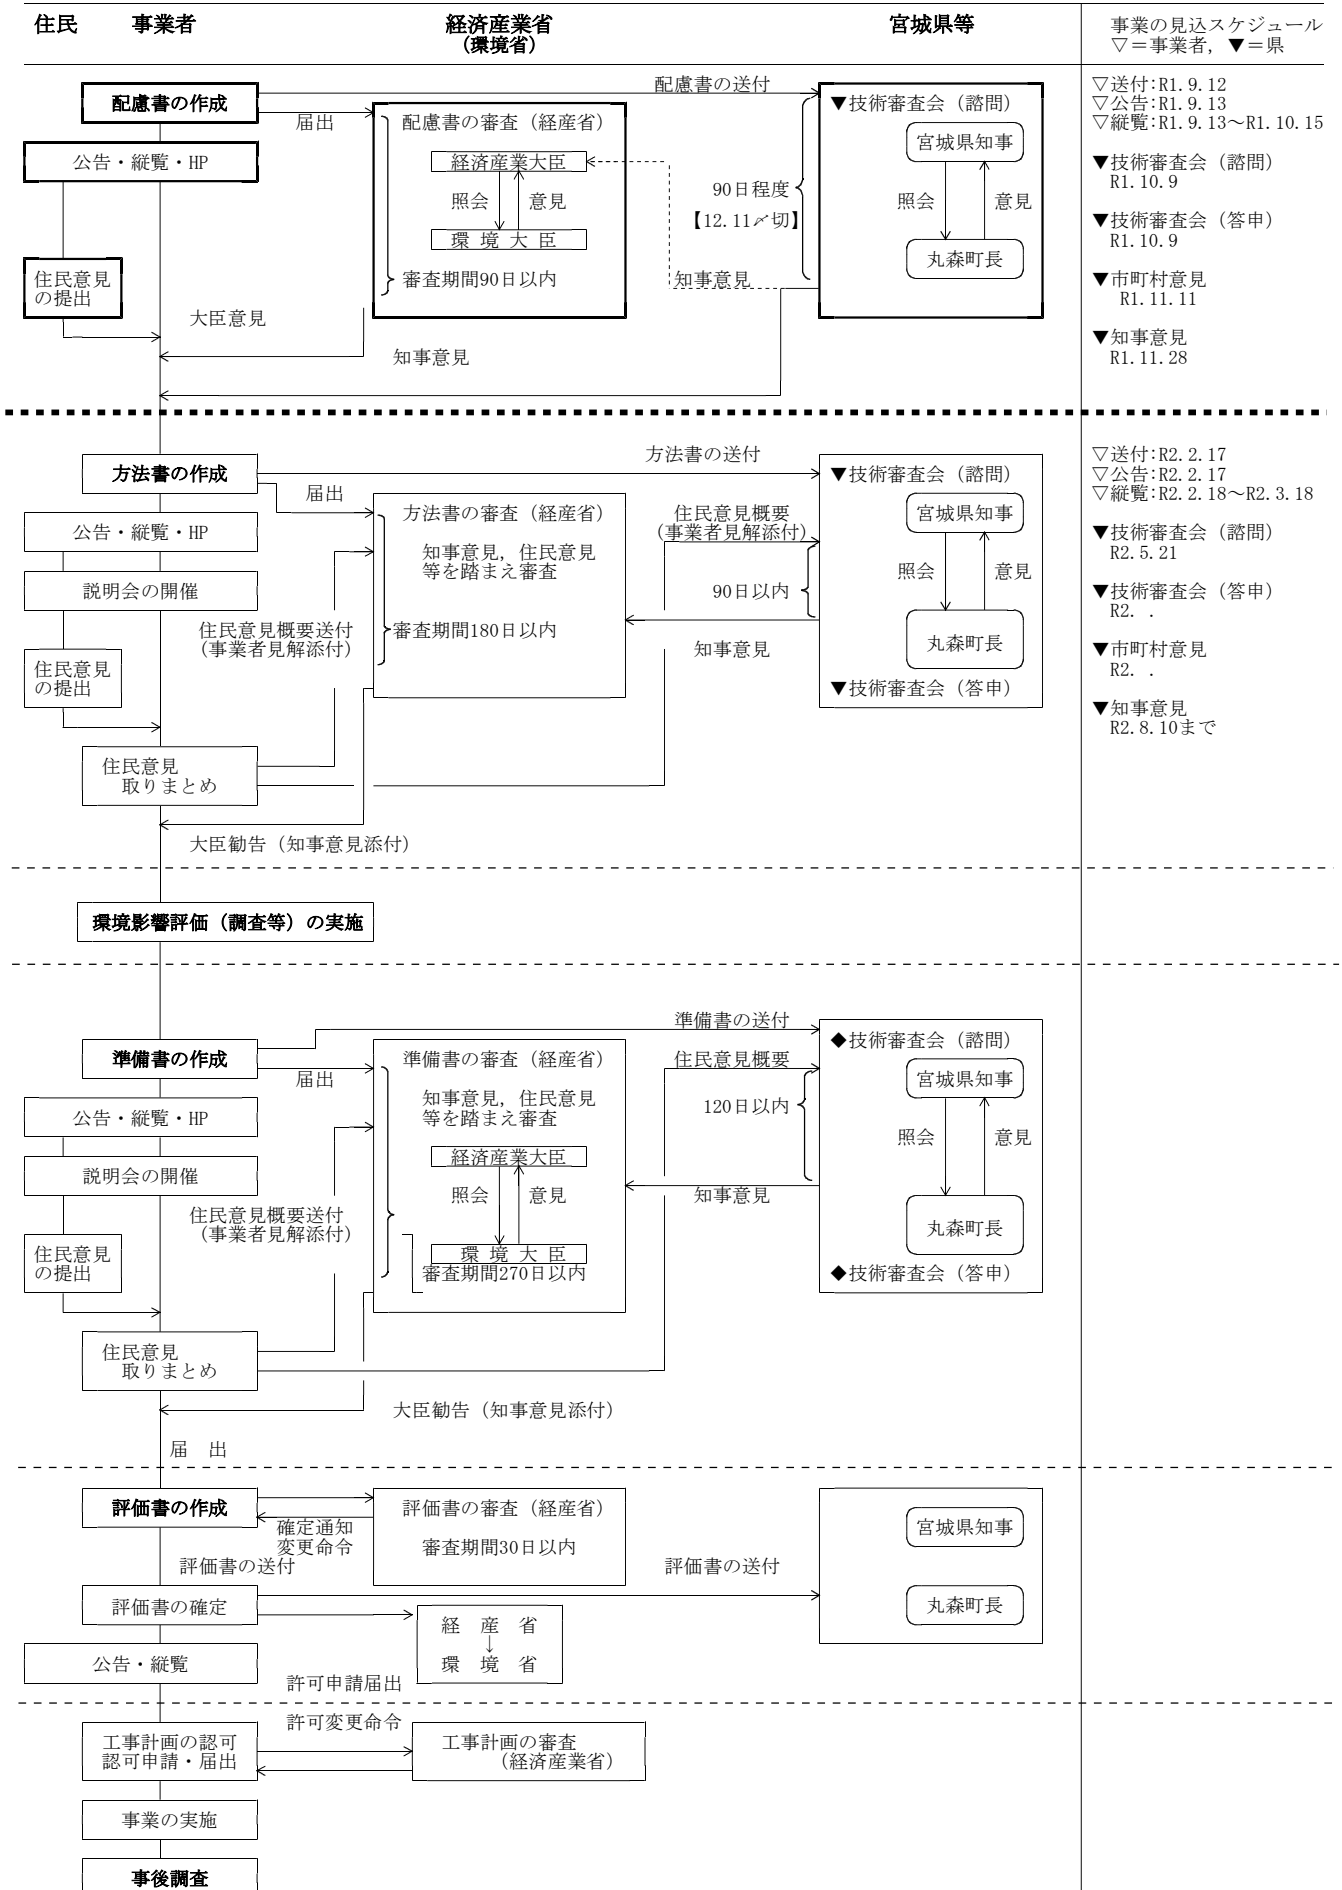 住民
事業者
経済産業省
(環境省)
宮城県等
事業の見込スケジュール
▽=事業者，▼=県
配慮書の作成
配慮書の送付
届出
公告・縦覧・HP
住民意見
の提出
配慮書の審査（経産省）
経済産業大臣
照会
意見
環 境 大 臣
審査期間90日以内
大臣意見
知事意見
知事意見
90日程度
【12.11〆切】
▼技術審査会（諮問）
宮城県知事
照会
意見
丸森町長
▽送付:R1.9.12
▽公告:R1.9.13
▽縦覧:R1.9.13～R1.10.15
▼技術審査会（諮問）
R1.10.9
▼技術審査会（答申）
R1.10.9
▼市町村意見
R1.11.11
▼知事意見
R1.11.28
方法書の作成
方法書の送付
届出
公告・縦覧・HP
説明会の開催
住民意見
の提出
住民意見概要送付
(事業者見解添付)
住民意見
取りまとめ
方法書の審査（経産省）
知事意見，住民意見
等を踏まえ審査
審査期間180日以内
住民意見概要
(事業者見解添付)
90日以内
知事意見
▼技術審査会（諮問）
宮城県知事
照会
意見
丸森町長
▼技術審査会（答申）
大臣勧告（知事意見添付）
▽送付:R2.2.17
▽公告:R2.2.17
▽縦覧:R2.2.18～R2.3.18
▼技術審査会（諮問）
R2.5.21
▼技術審査会（答申）
R2. .
▼市町村意見
R2. .
▼知事意見
R2.8.10まで
環境影響評価（調査等）の実施
準備書の作成
準備書の送付
届出
公告・縦覧・HP
説明会の開催
住民意見
の提出
住民意見概要送付
(事業者見解添付)
住民意見
取りまとめ
準備書の審査（経産省）
知事意見，住民意見
等を踏まえ審査
経済産業大臣
照会
意見
環 境 大 臣
審査期間270日以内
住民意見概要
120日以内
知事意見
◆技術審査会（諮問）
宮城県知事
照会
意見
丸森町長
◆技術審査会（答申）
大臣勧告（知事意見添付）
届 出
評価書の作成
確定通知
変更命令
評価書の審査（経産省）
審査期間30日以内
評価書の送付
評価書の送付
宮城県知事
丸森町長
評価書の確定
経 産 省
↓
環 境 省
公告・縦覧
許可申請届出
許可変更命令
工事計画の認可
認可申請・届出
工事計画の審査
(経済産業省)
事業の実施
事後調査